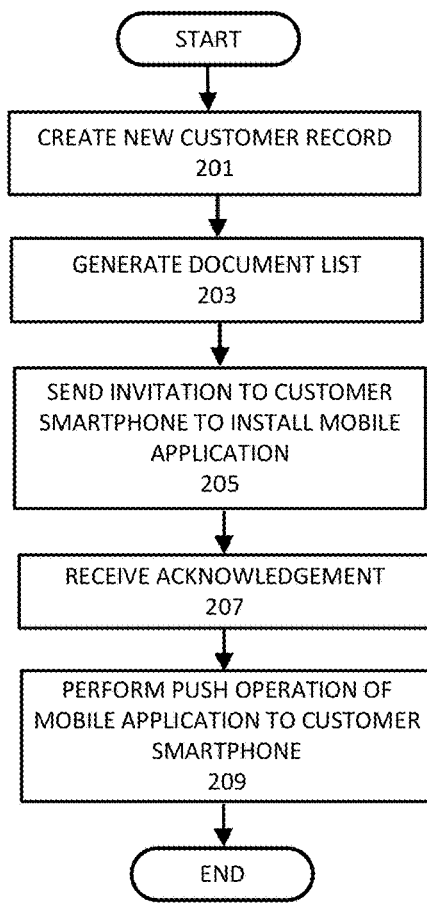 START
CREATE NEW CUSTOMER RECORD
201
GENERATE DOCUMENT LIST
203
SEND INVITATION TO CUSTOMER
SMARTPHONE TO INSTALL MOBILE
APPLICATION
205
RECEIVE ACKNOWLEDGEMENT
207
PERFORM PUSH OPERATION OF
MOBILE APPLICATION TO CUSTOMER
SMARTPHONE
209
END